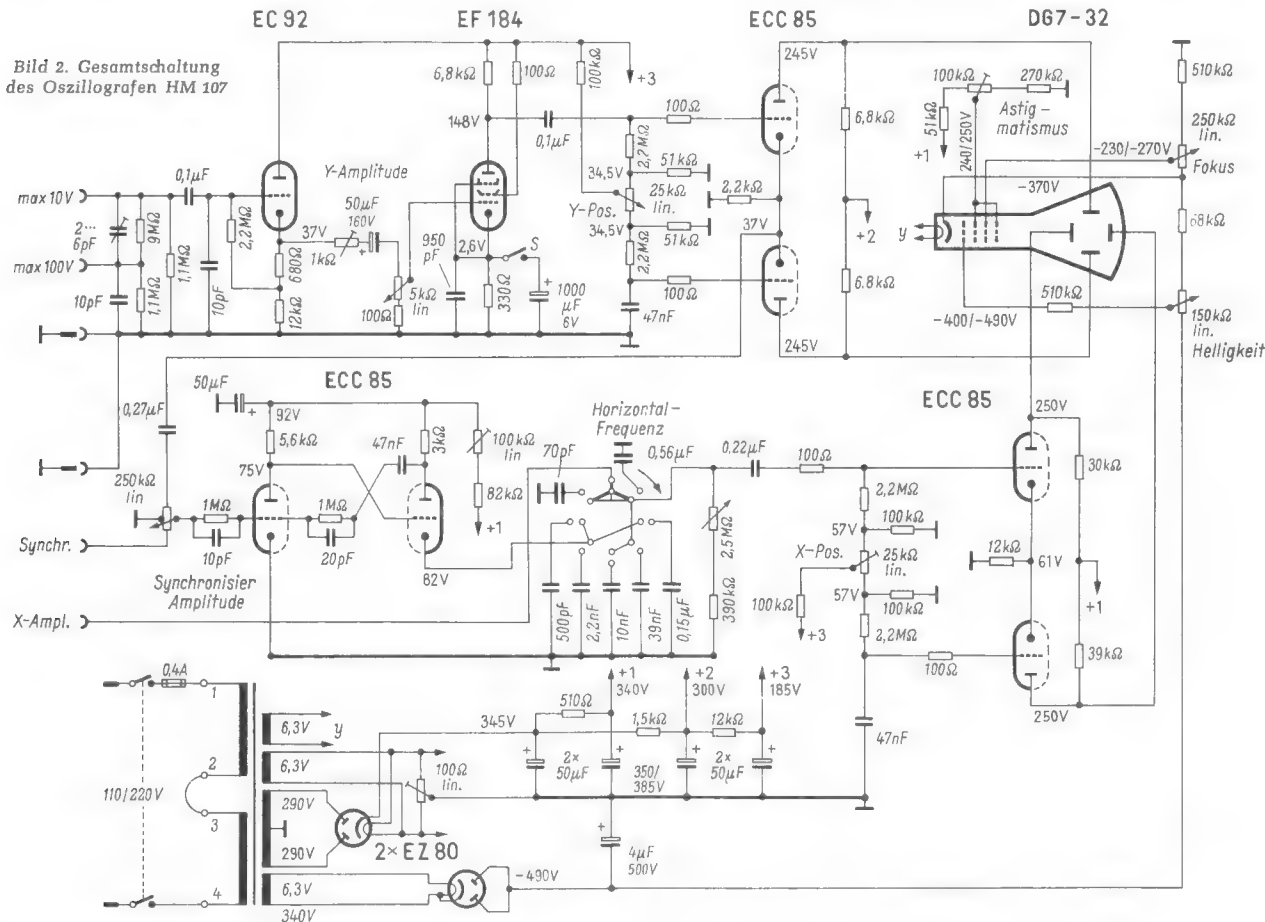 EC 92
EF 184
ECC 85
DG7-32
Bild 2. Gesamtschaltung
des Oszillografen HM 107
6,8kΩ
100Ω
100kΩ
+3
245V
100kΩ
270kΩ
510kΩ
51kΩ
Astig-
matismus
+1
240/250V
250kΩ
lin.
Fokus
-230/-270V
148V
0,1µF
100Ω
6,8kΩ
2,2MΩ
51kΩ
34,5V
25kΩ
lin.
Y-Pos.
34,5V
51kΩ
2,2MΩ
2,2kΩ
37V
+2
6,8kΩ
-370V
68kΩ
y
max 10V
0,1µF
2...
6pF
9MΩ
max 100V
10pF
1,1MΩ
1,1MΩ
10pF
2,2MΩ
Y-Amplitude
50µF
160V
37V
1kΩ
680Ω
12kΩ
5kΩ
lin
100Ω
950
pF
2,6V
S
330Ω
1000
µF
6V
100Ω
47nF
510kΩ
-400/-490V
150kΩ
lin.
Helligkeit
245V
ECC 85
ECC 85
50µF
92V
0,27µF
5,6kΩ
47nF
3kΩ
100kΩ
lin
82kΩ
+1
Horizontal-
Frequenz
70pF
0,56µF
0,22µF
100Ω
250V
30kΩ
250kΩ
lin
75V
1MΩ
10pF
1MΩ
20pF
82V
Synchr.
Synchronisier
Amplitude
X-Ampl.
500pF
2,2nF
10nF
39nF
0,15µF
2,5MΩ
390kΩ
2,2MΩ
57V
100kΩ
X-Pos.
25kΩ
lin.
57V
100kΩ
100kΩ
+3
2,2MΩ
12kΩ
61V
+1
39kΩ
100Ω
250V
47nF
0,4A
1
6,3V
y
2
6,3V
110/220V
3
290V
290V
4
6,3V
340V
100Ω
lin.
2× EZ 80
345V
510Ω
+1
340V
+2
300V
+3
185V
1,5kΩ
12kΩ
2×
50µF
350/
385V
2×
50µF
4µF
500V
-490V